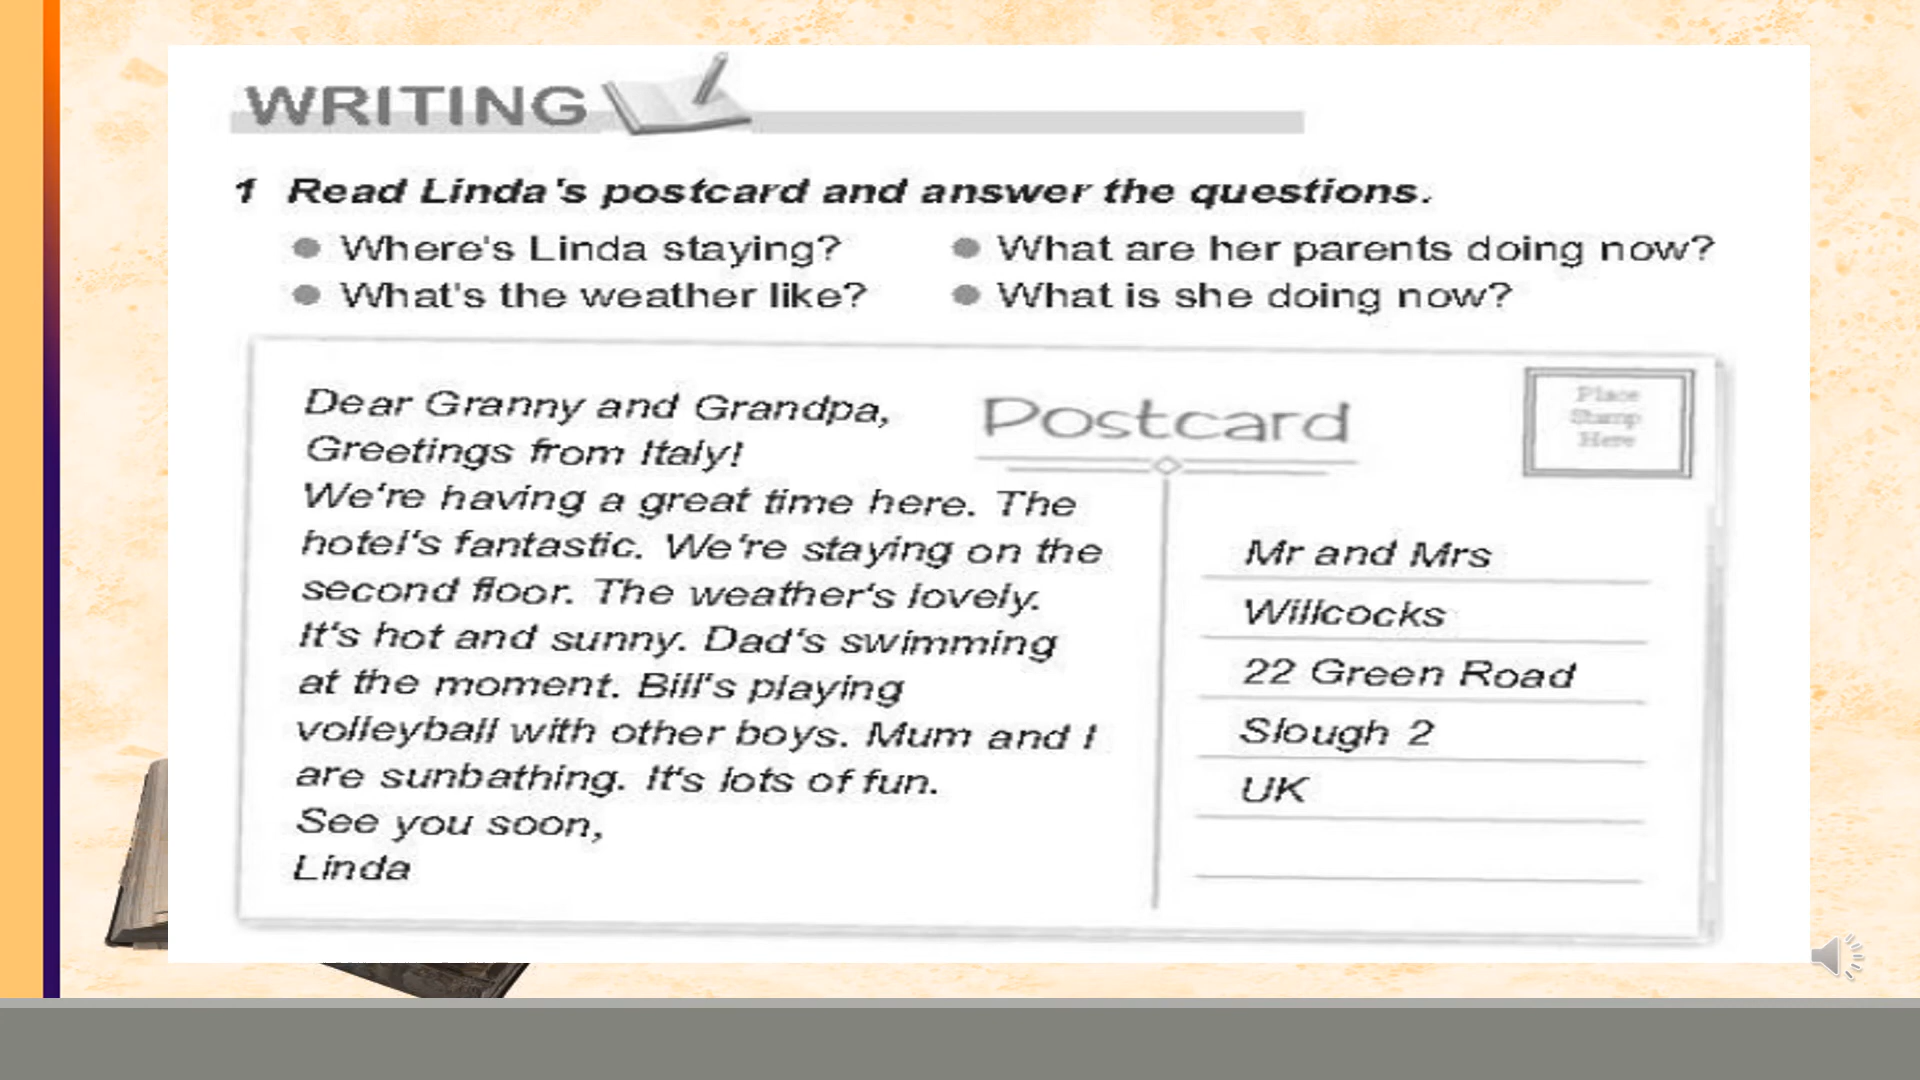 WRITING
1 Read Linda's postcard and answer the questions.
● Where's Linda staying?
● What's the weather like?
● What are her parents doing now?
● What is she doing now?
Dear Granny and Grandpa,
Greetings from Italy!
We're having a great time here. The
hotel's fantastic. We're staying on the
second floor. The weather's lovely.
It's hot and sunny. Dad's swimming
at the moment. Bill's playing
volleyball with other boys. Mum and I
are sunbathing. It's lots of fun.
See you soon,
Linda
Postcard
Place
Stamp
Here
Mr and Mrs
Willcocks
22 Green Road
Slough 2
UK